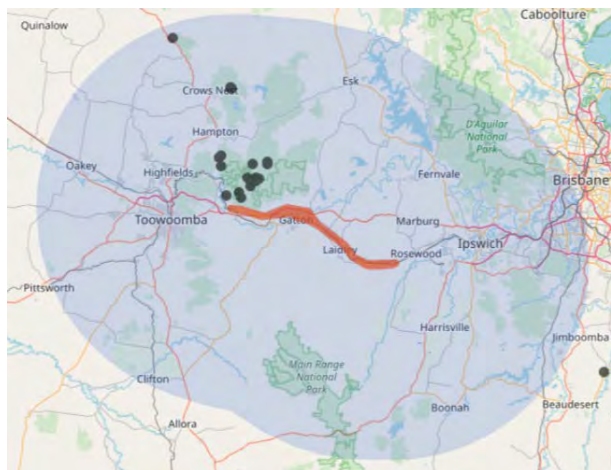 Caboolture
Quinalow
Crows Nest
Esk
D'Aguilar
National
Park
Hampton
Oakey
Highfields
Fernvale
Brisbane
Toowoomba
Gatton
Marburg
Ipswich
Laidley
Rosewood
Pittsworth
Harrisville
Jimboomba
Main Range
National
Park
Clifton
Boonah
Beaudesert
Allora